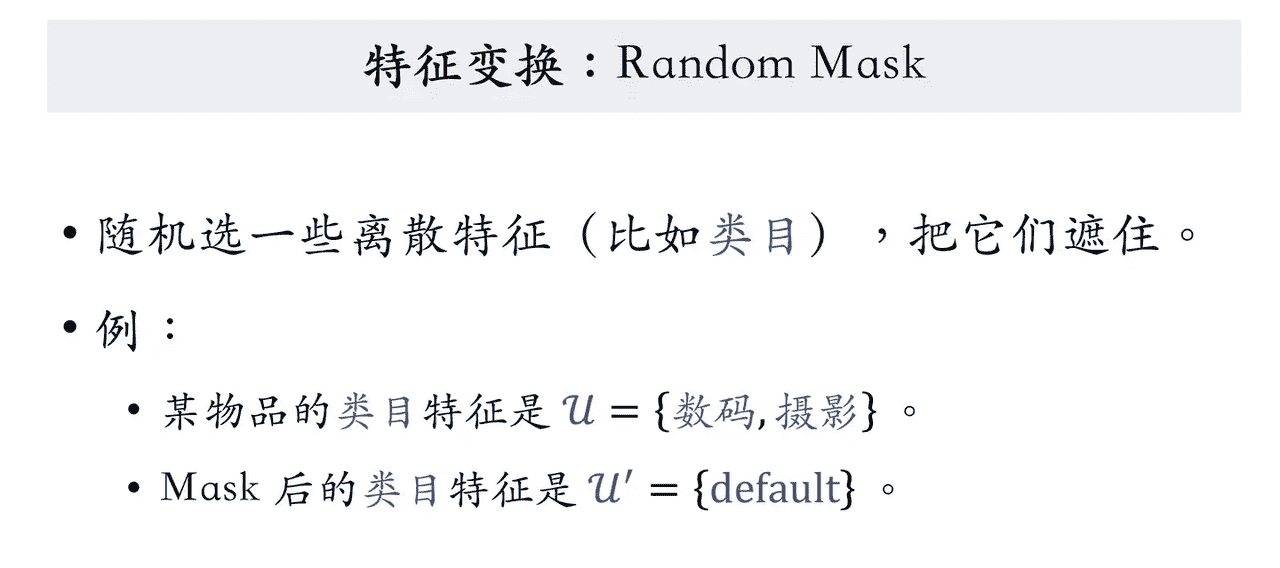 特征变换：Random Mask
• 随机选一些离散特征（比如类目），把它们遮住。
• 例：
• 某物品的类目特征是 𝒰 = {数码, 摄影} 。
• Mask 后的类目特征是 𝒰′ = {default} 。